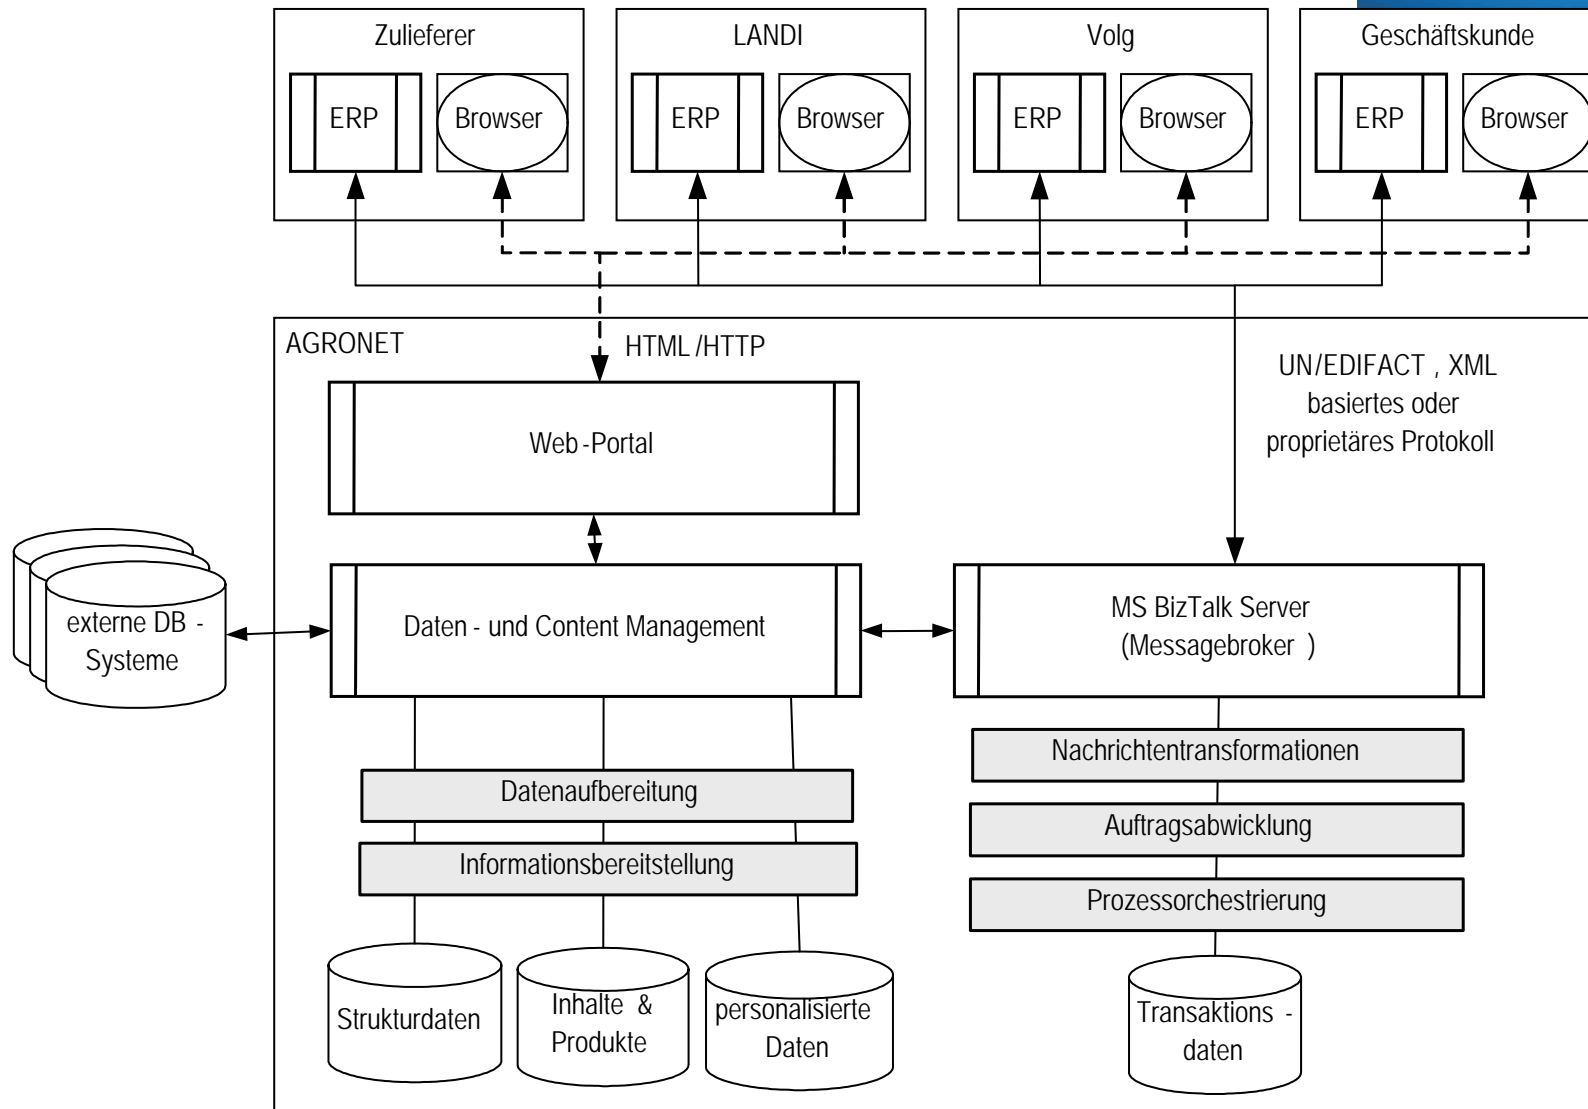 Zulieferer
LANDI
Volg
Geschäftskunde
ERP
Browser
ERP
Browser
ERP
Browser
ERP
Browser
AGRONET
HTML/HTTP
UN/EDIFACT , XML
basiertes oder
proprietäres Protokoll
Web-Portal
externe DB -
Systeme
Daten - und Content Management
MS BizTalk Server
(Messagebroker )
Nachrichtentransformationen
Datenaufbereitung
Auftragsabwicklung
Informationsbereitstellung
Prozessorchestrierung
Strukturdaten
Inhalte &
Produkte
personalisierte
Daten
Transaktions -
daten